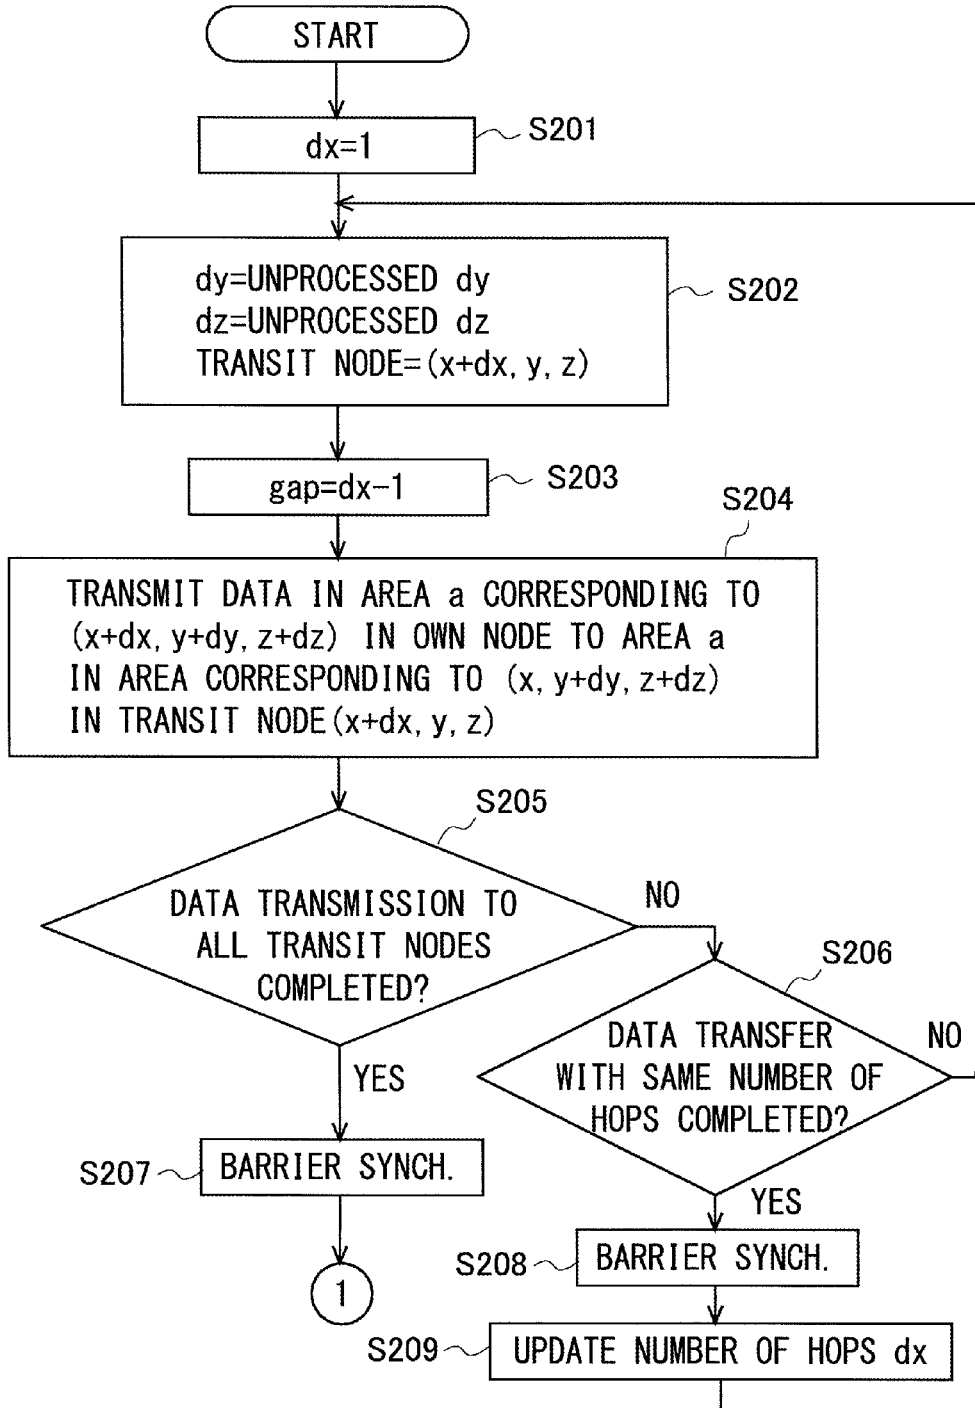 START
dx=1
S201
dy=UNPROCESSED dy
dz=UNPROCESSED dz
TRANSIT NODE=(x+dx, y, z)
S202
gap=dx-1
S203
S204
TRANSMIT DATA IN AREA a CORRESPONDING TO
(x+dx, y+dy, z+dz) IN OWN NODE TO AREA a
IN AREA CORRESPONDING TO (x, y+dy, z+dz)
IN TRANSIT NODE(x+dx, y, z)
S205
DATA TRANSMISSION TO
ALL TRANSIT NODES
COMPLETED?
NO
S206
DATA TRANSFER
WITH SAME NUMBER OF
HOPS COMPLETED?
NO
YES
S207
BARRIER SYNCH.
YES
S208
BARRIER SYNCH.
1
S209
UPDATE NUMBER OF HOPS dx